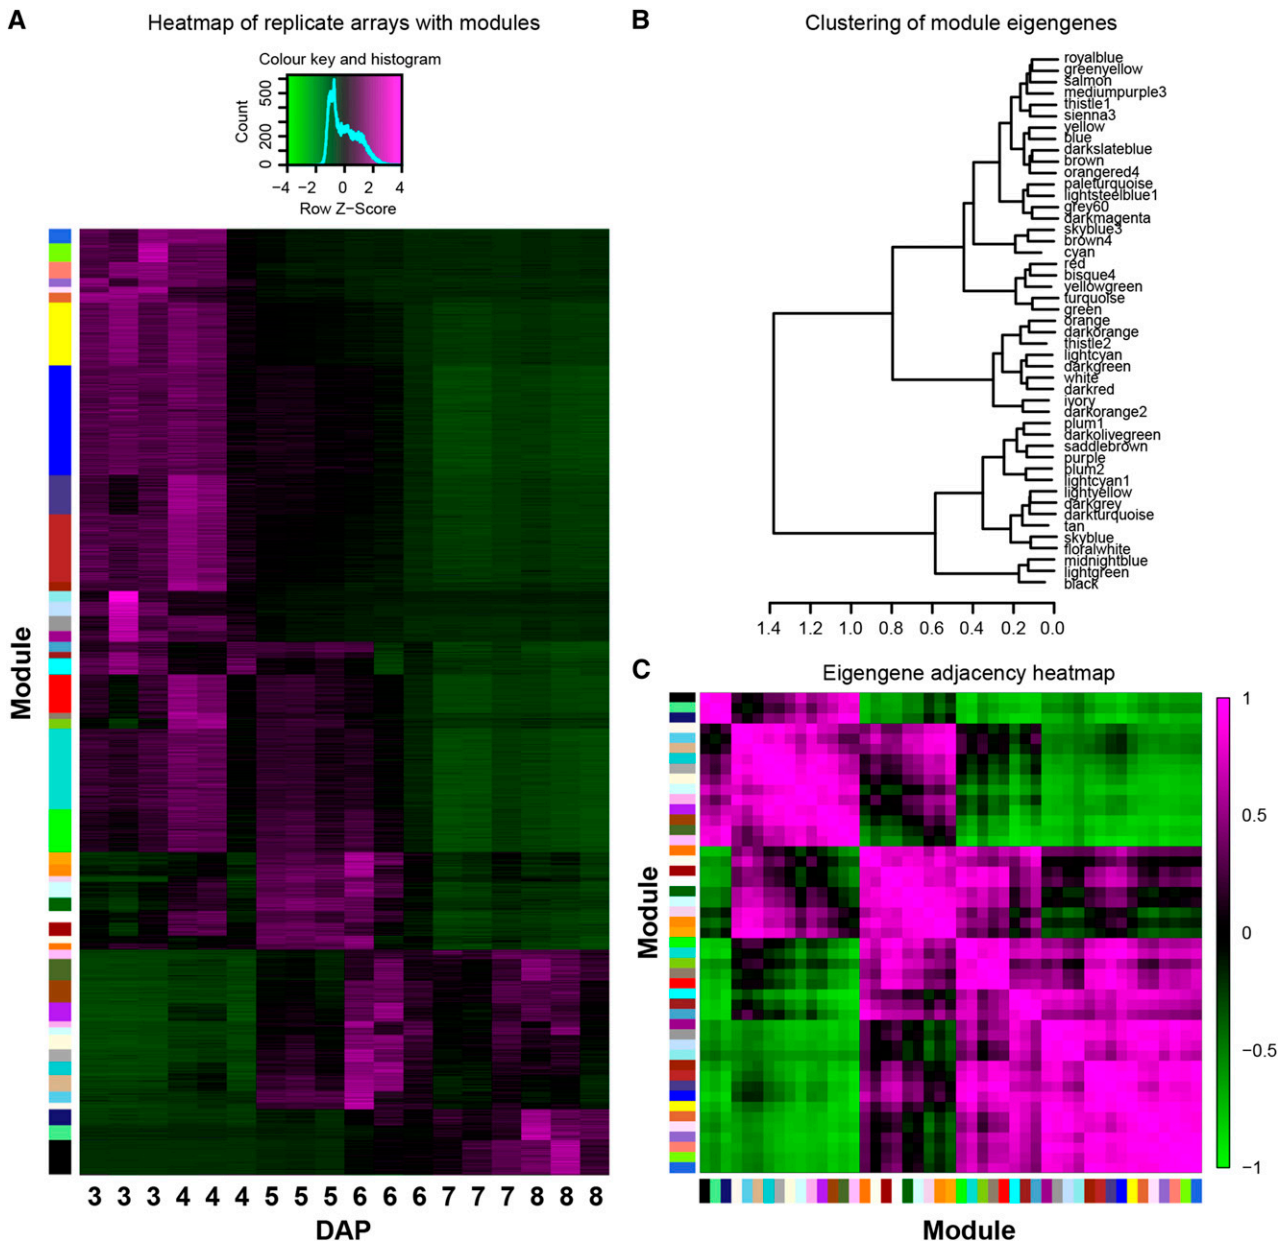 A
Heatmap of replicate arrays with modules
Colour key and histogram
Count
0 200 500
−4 −2 0 2 4
Row Z−Score
Module
3 3 3 4 4 4 5 5 5 6 6 6 7 7 7 8 8 8
DAP
B
Clustering of module eigengenes
royalblue
greenyellow
salmon
mediumpurple3
thistle1
sienna3
yellow
blue
darkslateblue
brown
orangered4
paleturquoise
lightsteelblue1
grey60
darkmagenta
skyblue3
brown4
cyan
red
bisque4
yellowgreen
turquoise
green
orange
darkorange
thistle2
lightcyan
darkgreen
white
darkred
ivory
darkorange2
plum1
darkolivegreen
saddlebrown
purple
plum2
lightcyan1
lightyellow
darkgrey
darkturquoise
tan
skyblue
floralwhite
midnightblue
lightgreen
black
1.4 1.2 1.0 0.8 0.6 0.4 0.2 0.0
C
Eigengene adjacency heatmap
Module
1
0.5
0
−0.5
−1
Module